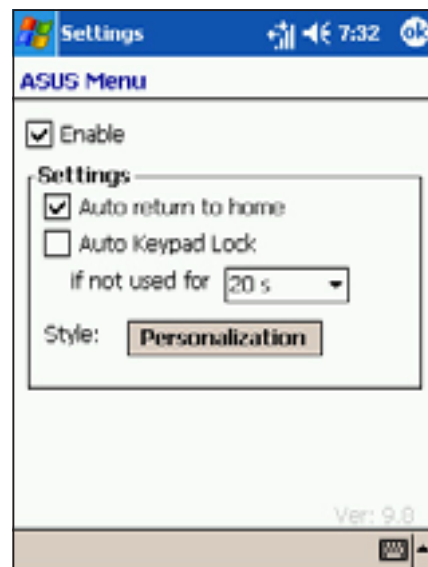 Settings 7:32 ok
ASUS Menu
Enable
Settings
Auto return to home
Auto Keypad Lock
if not used for 20 s
Style: Personalization
Ver: 9.0